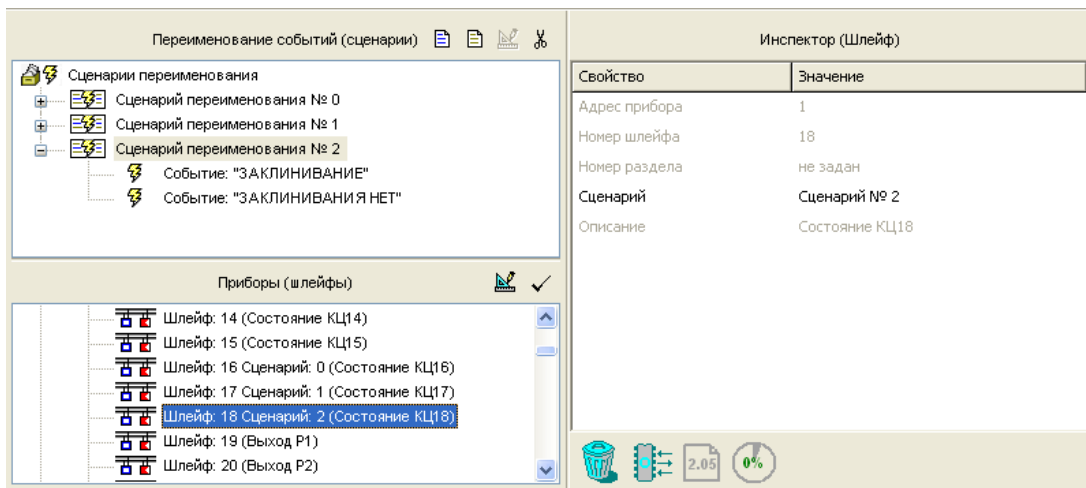 Переименование событий (сценарии)
Сценарии переименования
Сценарий переименования № 0
Сценарий переименования № 1
Сценарий переименования № 2
Событие: "ЗАКЛИНИВАНИЕ"
Событие: "ЗАКЛИНИВАНИЯ НЕТ"
Приборы (шлейфы)
Шлейф: 14 (Состояние КЦ14)
Шлейф: 15 (Состояние КЦ15)
Шлейф: 16 Сценарий: 0 (Состояние КЦ16)
Шлейф: 17 Сценарий: 1 (Состояние КЦ17)
Шлейф: 18 Сценарий: 2 (Состояние КЦ18)
Шлейф: 19 (Выход Р1)
Шлейф: 20 (Выход Р2)
Инспектор (Шлейф)
Свойство Значение
Адрес прибора 1
Номер шлейфа 18
Номер раздела не задан
Сценарий Сценарий № 2
Описание Состояние КЦ18
2.05 0%